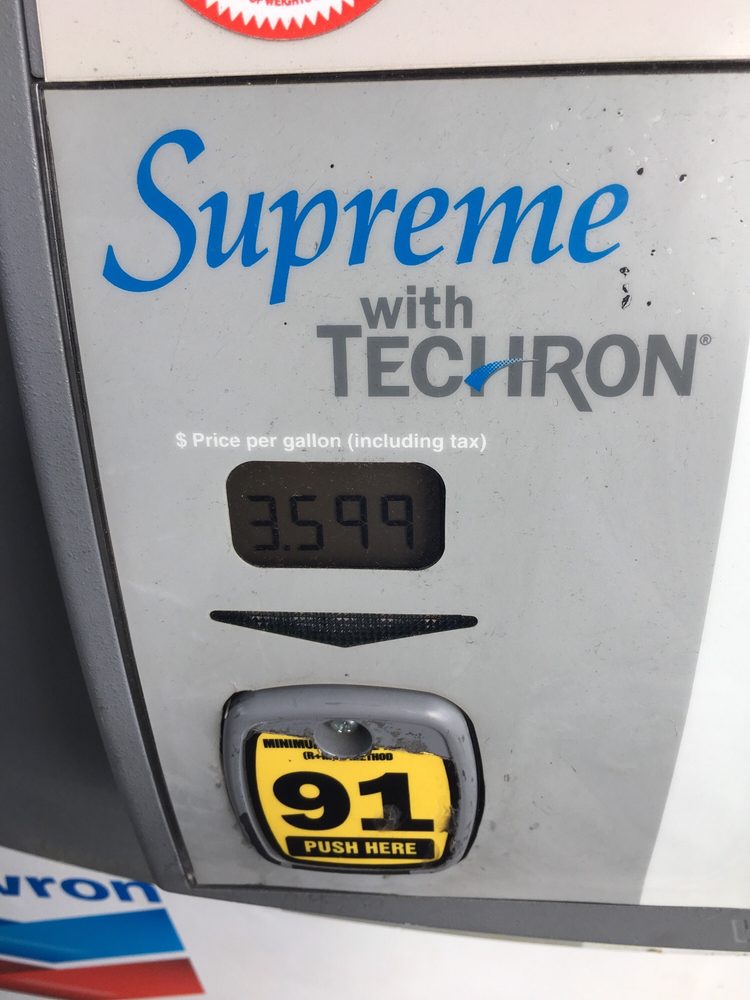 Supreme
with
TECHRON®
$ Price per gallon (including tax)
3.599
91
PUSH HERE